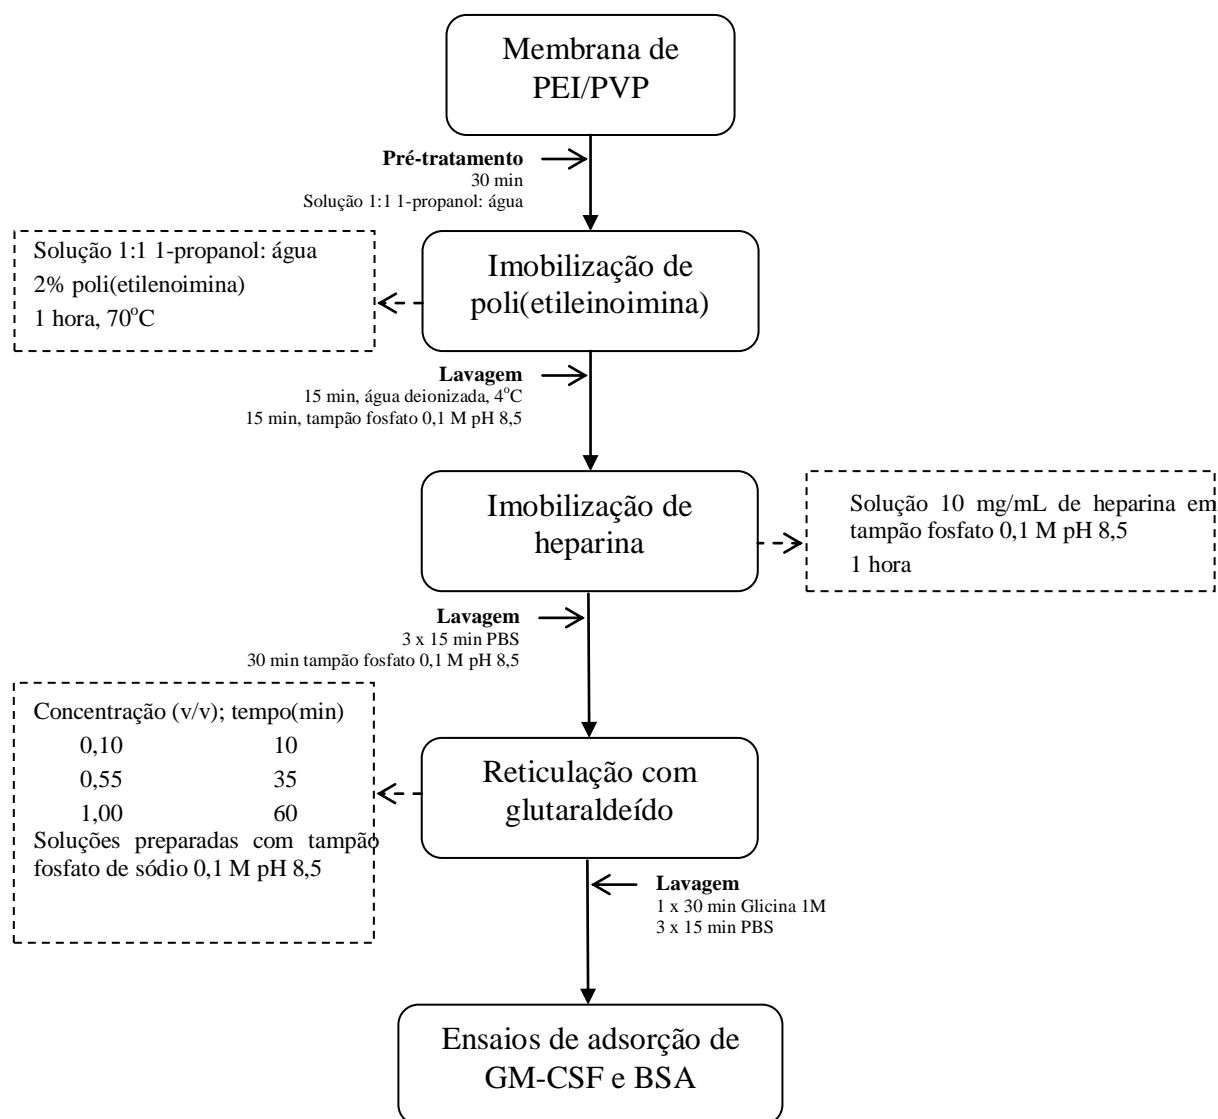 Membrana de
PEI/PVP
Pré-tratamento
30 min
Solução 1:1 1-propanol: água
Solução 1:1 1-propanol: água
2% poli(etilenoimina)
1 hora, 70°C
Imobilização de
poli(etileinoimina)
Lavagem
15 min, água deionizada, 4°C
15 min, tampão fosfato 0,1 M pH 8,5
Imobilização de
heparina
Solução 10 mg/mL de heparina em
tampão fosfato 0,1 M pH 8,5
1 hora
Lavagem
3 x 15 min PBS
30 min tampão fosfato 0,1 M pH 8,5
Concentração (v/v); tempo(min)
0,10 10
0,55 35
1,00 60
Soluções preparadas com tampão
fosfato de sódio 0,1 M pH 8,5
Reticulação com
glutaraldeído
Lavagem
1 x 30 min Glicina 1M
3 x 15 min PBS
Ensaios de adsorção de
GM-CSF e BSA